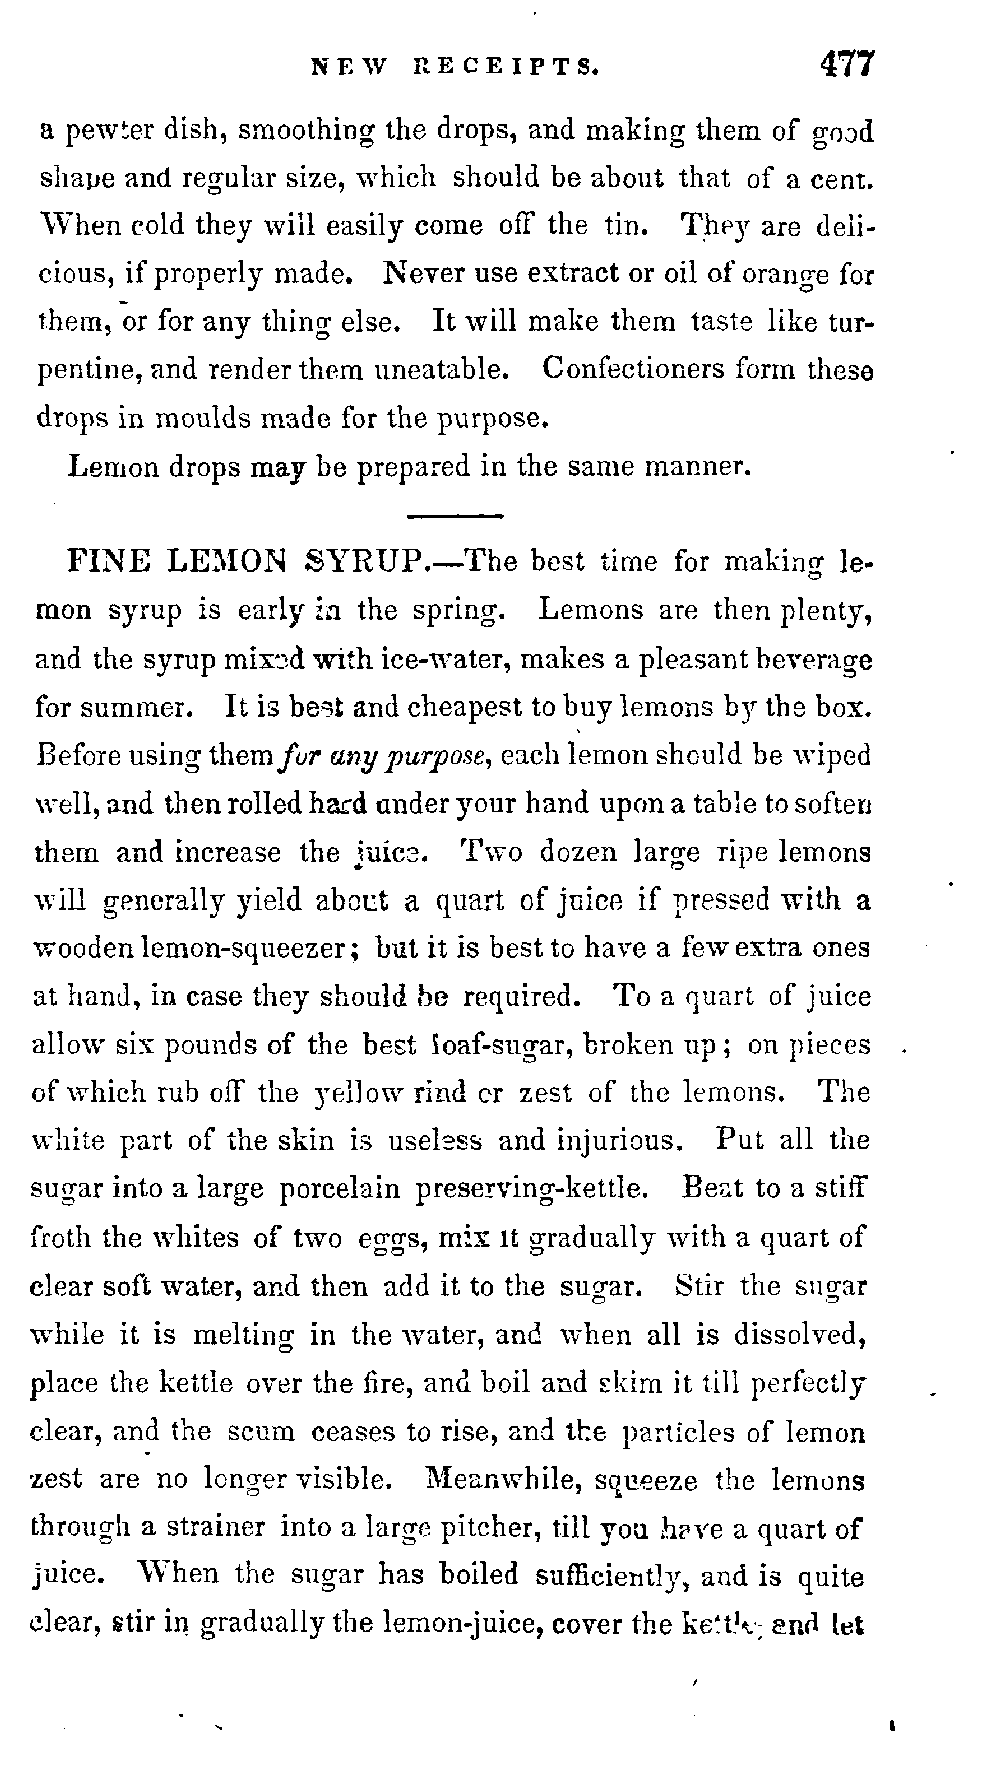 NEW RECEIPTS. 477
a pewter dish, smoothing the drops, and making them of good
shape and regular size, which should be about that of a cent.
When cold they will easily come off the tin. They are deli-
cious, if properly made. Never use extract or oil of orange for
them, or for any thing else. It will make them taste like tur-
pentine, and render them uneatable. Confectioners form these
drops in moulds made for the purpose.
Lemon drops may be prepared in the same manner.
FINE LEMON SYRUP.—The best time for making le-
mon syrup is early in the spring. Lemons are then plenty,
and the syrup mixed with ice-water, makes a pleasant beverage
for summer. It is best and cheapest to buy lemons by the box.
Before using them for any purpose, each lemon should be wiped
well, and then rolled hard under your hand upon a table to soften
them and increase the juice. Two dozen large ripe lemons
will generally yield about a quart of juice if pressed with a
wooden lemon-squeezer; but it is best to have a few extra ones
at hand, in case they should be required. To a quart of juice
allow six pounds of the best loaf-sugar, broken up; on pieces
of which rub off the yellow rind or zest of the lemons. The
white part of the skin is useless and injurious. Put all the
sugar into a large porcelain preserving-kettle. Beat to a stiff
froth the whites of two eggs, mix it gradually with a quart of
clear soft water, and then add it to the sugar. Stir the sugar
while it is melting in the water, and when all is dissolved,
place the kettle over the fire, and boil and skim it till perfectly
clear, and the scum ceases to rise, and the particles of lemon
zest are no longer visible. Meanwhile, squeeze the lemons
through a strainer into a large pitcher, till you have a quart of
juice. When the sugar has boiled sufficiently, and is quite
clear, stir in gradually the lemon-juice, cover the kettle, and let